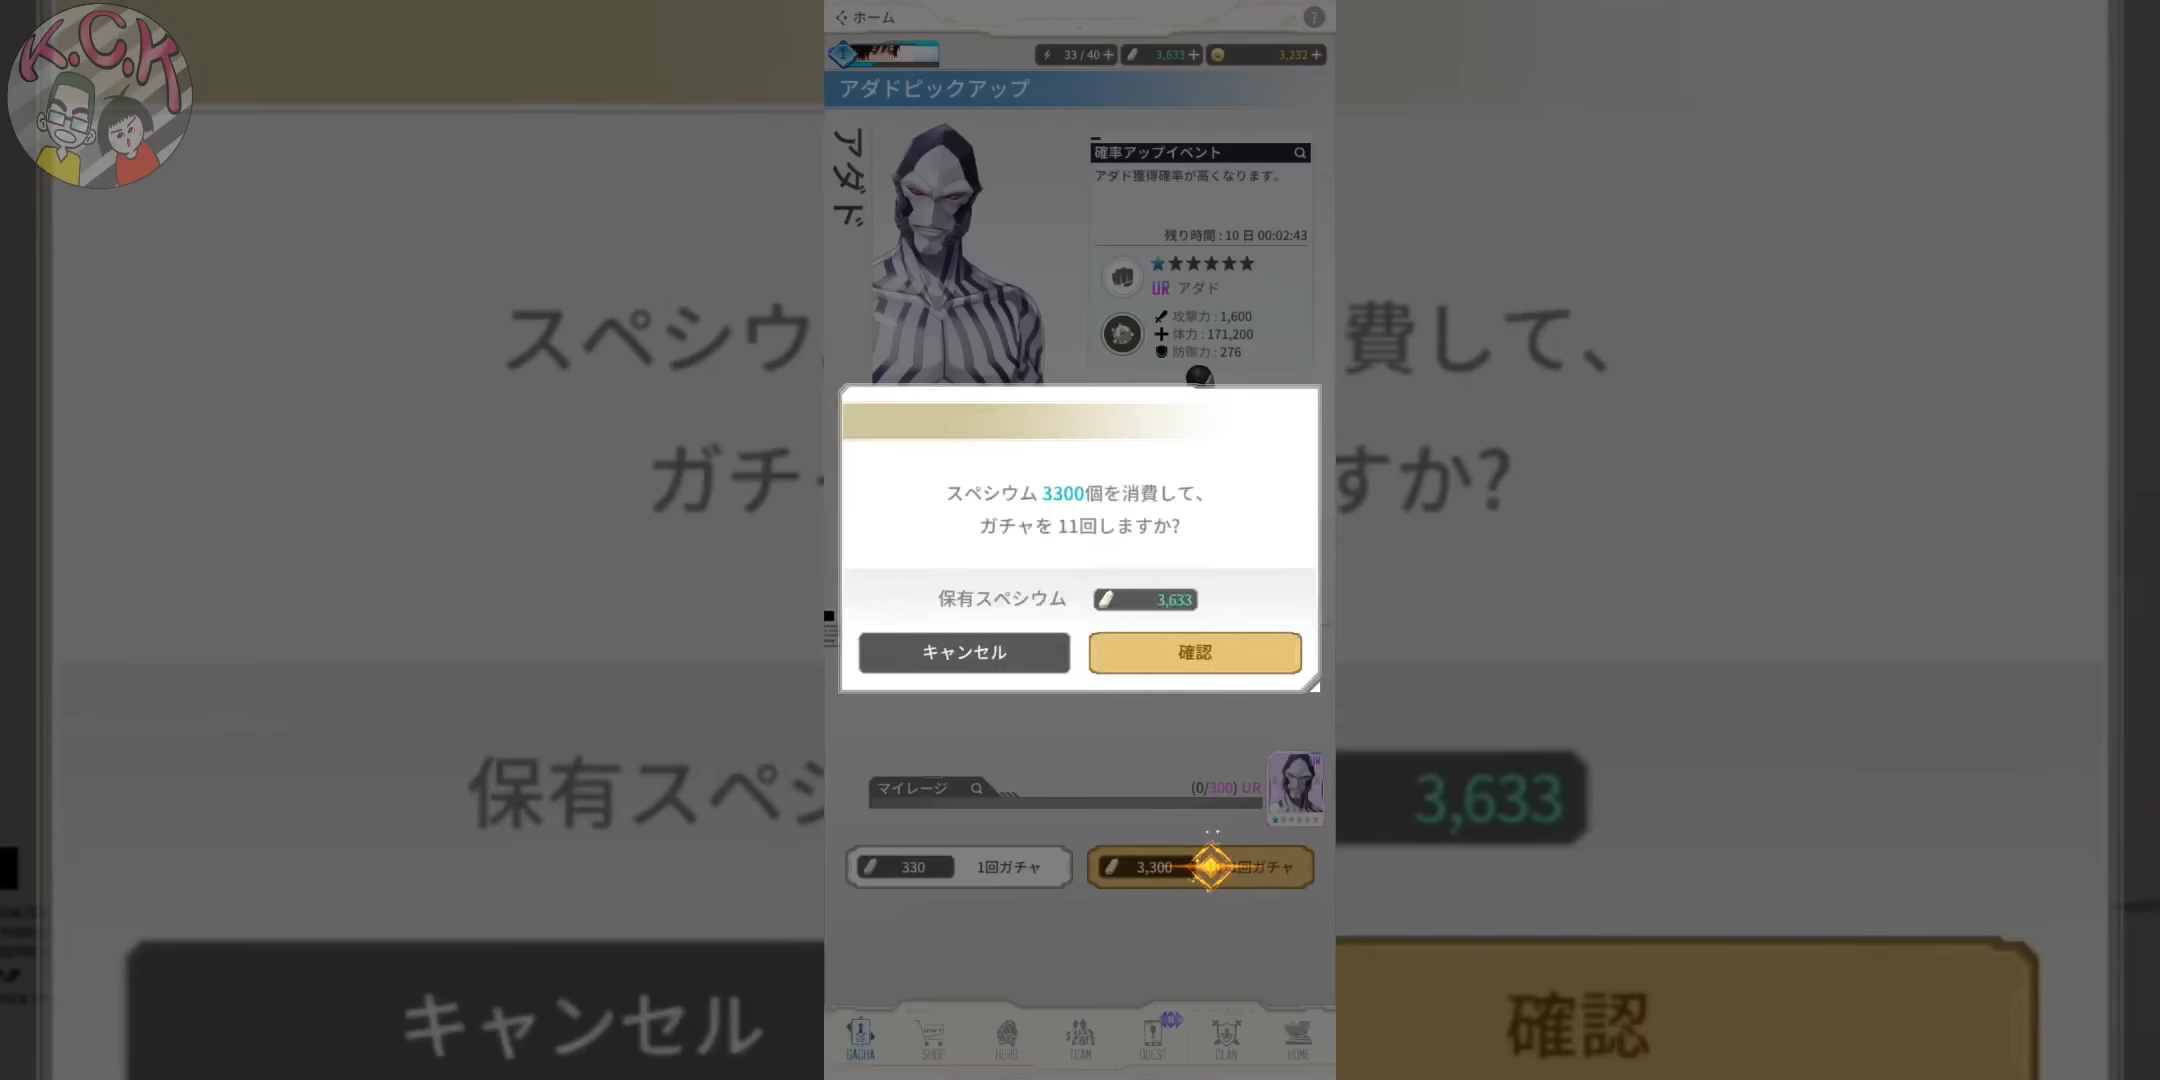 K.C.K
ホーム
?
1
33 / 40
3,633
3,232
アダドピックアップ
アダド
確率アップイベント
アダド獲得確率が高くなります。
残り時間 : 10 日 00:02:43
UR アダド
攻撃力 : 1,600
体力 : 171,200
防御力 : 276
スペシウム 3300個を消費して、
ガチャを 11回しますか?
保有スペシウム 3,633
キャンセル
確認
マイレージ
(0/300) UR
UR
330 1回ガチャ
3,300 1回ガチャ
GACHA
SHOP
HERO
TEAM
QUEST
CLAN
HOME
スペシウ
費して、
ガチ
すか?
保有スペシ
3,633
キャンセル
確認